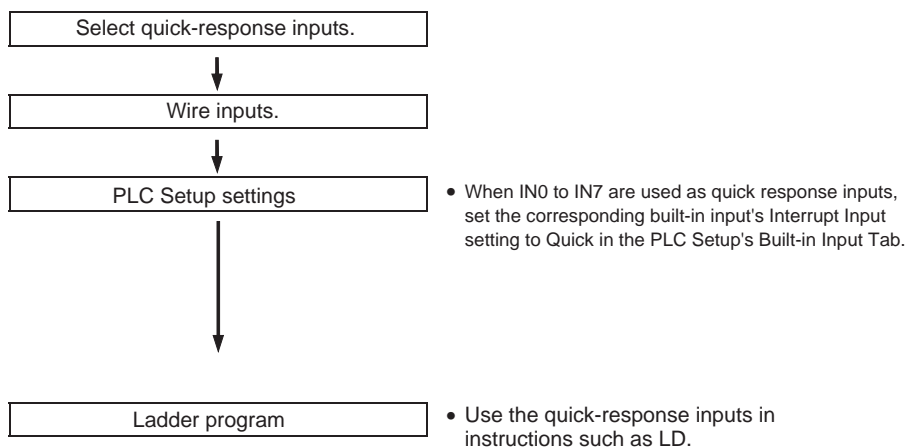 Select quick-response inputs.
Wire inputs.
PLC Setup settings
• When IN0 to IN7 are used as quick response inputs,
set the corresponding built-in input's Interrupt Input
setting to Quick in the PLC Setup's Built-in Input Tab.
Ladder program
• Use the quick-response inputs in
instructions such as LD.